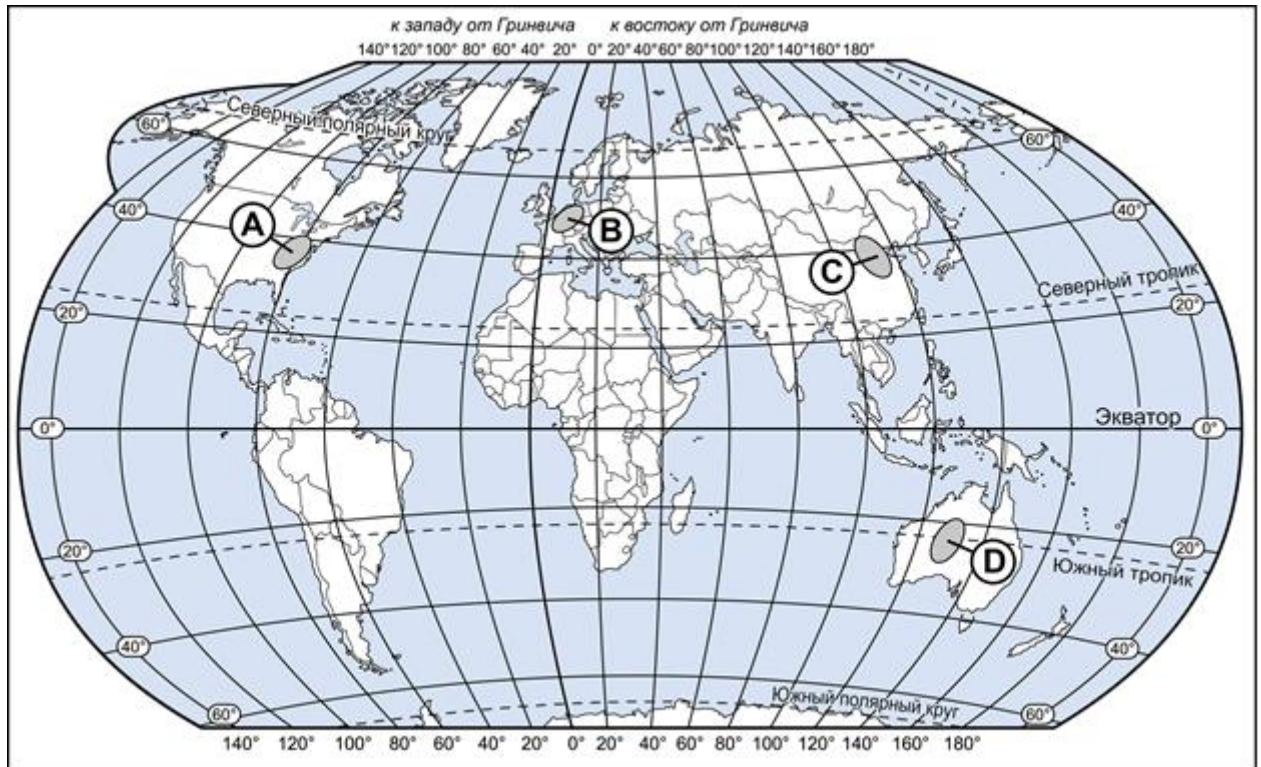 к западу от Гринвича к востоку от Гринвича
140° 120° 100° 80° 60° 40° 20° 0° 20° 40° 60° 80° 100° 120° 140° 160° 180°
Северный полярный круг
60° 60°
40° 40°
A
B
C
Северный тропик
20° 20°
Экватор
0° 0°
20° 20°
D
Южный тропик
40° 40°
Южный полярный круг
60° 60°
140° 120° 100° 80° 60° 40° 20° 0° 20° 40° 60° 80° 100° 120° 140° 160° 180°